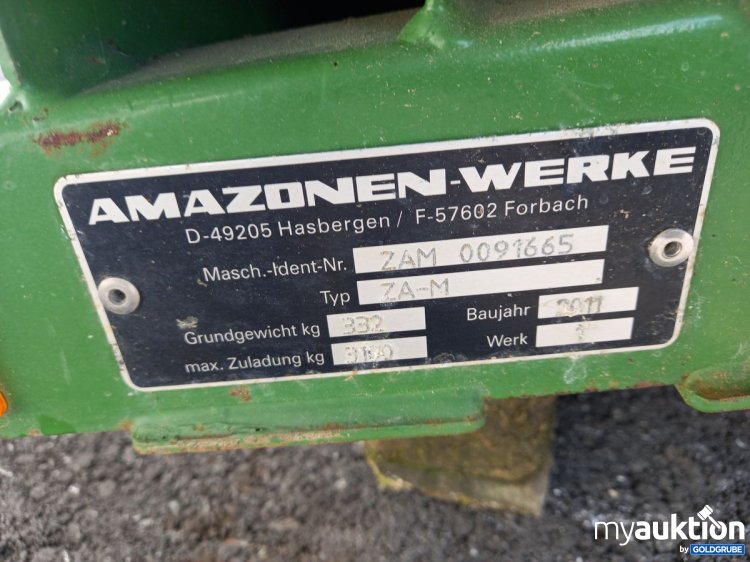 AMAZONEN-WERKE
D-49205 Hasbergen / F-57602 Forbach
Masch.-Ident-Nr. ZAM 0091665
Typ ZA-M
Grundgewicht kg 332 Baujahr 2011
max. Zuladung kg Werk 1
myauktion
by GOLDGRUBE